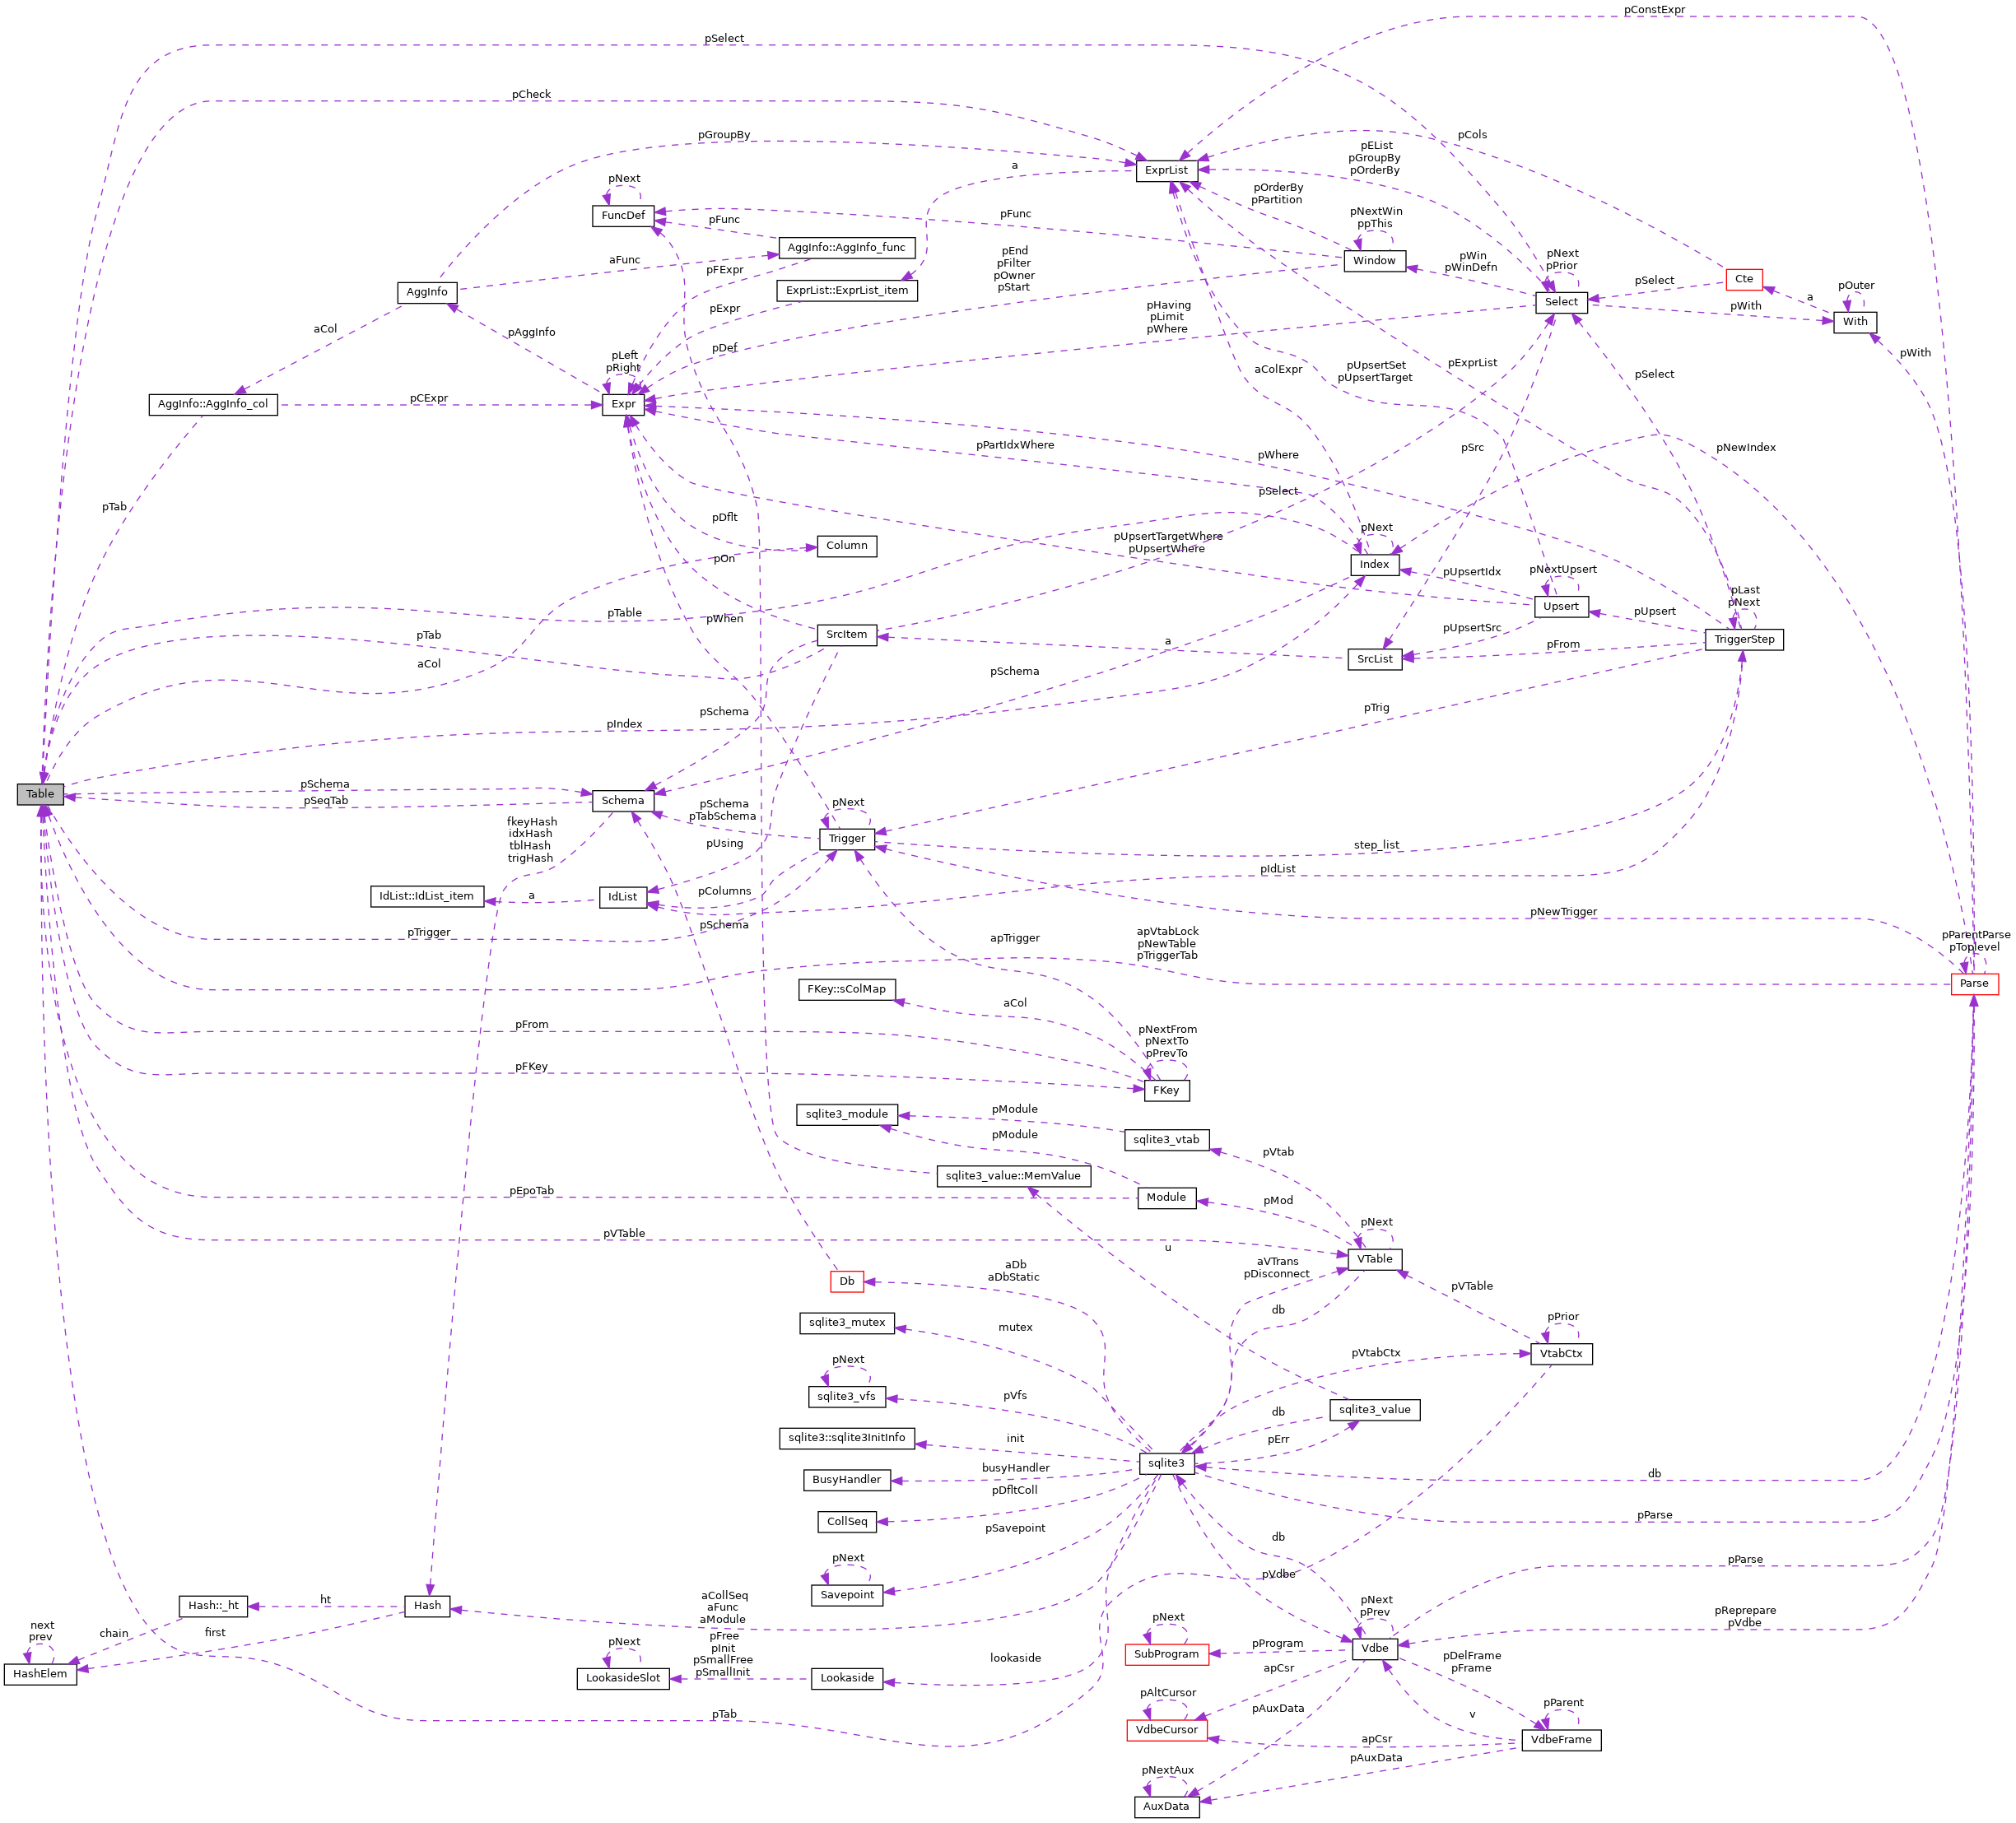 pConstExpr
pSelect
pCheck
pGroupBy
pCols
pEList
pGroupBy
pOrderBy
ExprList
a
pNext
FuncDef
pFunc
pOrderBy
pPartition
pFunc
pNextWin
ppThis
AggInfo::AggInfo_func
aFunc
pFExpr
pEnd
pFilter
pOwner
pStart
Window
pWin
pWinDefn
pNext
pPrior
Cte
pSelect
AggInfo
ExprList::ExprList_item
Select
pOuter
a
pWith
With
pExpr
pHaving
pLimit
pWhere
aCol
pAggInfo
pDef
pLeft
pRight
pWith
aColExpr
pUpsertSet
pUpsertTarget
pExprList
pSelect
AggInfo::AggInfo_col
pCExpr
Expr
pPartIdxWhere
pWhere
pSrc
pNewIndex
pSelect
pTab
pDflt
Column
pNext
pUpsertTargetWhere
pUpsertWhere
pOn
Index
pUpsertIdx
pNextUpsert
Upsert
pLast
pNext
pUpsert
pTable
pWhen
pTab
SrcItem
a
pUpsertSrc
TriggerStep
aCol
SrcList
pFrom
pSchema
pSchema
pTrig
pIndex
Table
pSchema
pSeqTab
Schema
pSchema
pTabSchema
pNext
Trigger
fkeyHash
idxHash
tblHash
trigHash
pUsing
step_list
pIdList
IdList::IdList_item
a
IdList
pColumns
pSchema
pNewTrigger
pTrigger
apTrigger
apVtabLock
pNewTable
pTriggerTab
pParentParse
pToplevel
Parse
FKey::sColMap
aCol
pFrom
pNextFrom
pNextTo
pPrevTo
pFKey
FKey
sqlite3_module
pModule
pModule
sqlite3_vtab
pVtab
sqlite3_value::MemValue
pEpoTab
Module
pMod
pNext
pVTable
VTable
u
aVTrans
pDisconnect
aDb
aDbStatic
Db
pVTable
db
sqlite3_mutex
mutex
pPrior
VtabCtx
pVtabCtx
pNext
sqlite3_vfs
pVfs
sqlite3_value
db
sqlite3::sqlite3InitInfo
init
pErr
sqlite3
db
BusyHandler
busyHandler
pDfltColl
CollSeq
pParse
pSavepoint
db
pNext
Savepoint
pVdbe
pParse
Hash::_ht
ht
Hash
aCollSeq
aFunc
aModule
pNext
pPrev
pReprepare
pVdbe
next
prev
chain
first
pNext
pFree
pInit
pSmallFree
pSmallInit
pNext
SubProgram
pProgram
Vdbe
lookaside
HashElem
LookasideSlot
Lookaside
apCsr
pDelFrame
pFrame
pAltCursor
VdbeCursor
pAuxData
pParent
v
pTab
VdbeFrame
apCsr
pAuxData
pNextAux
AuxData